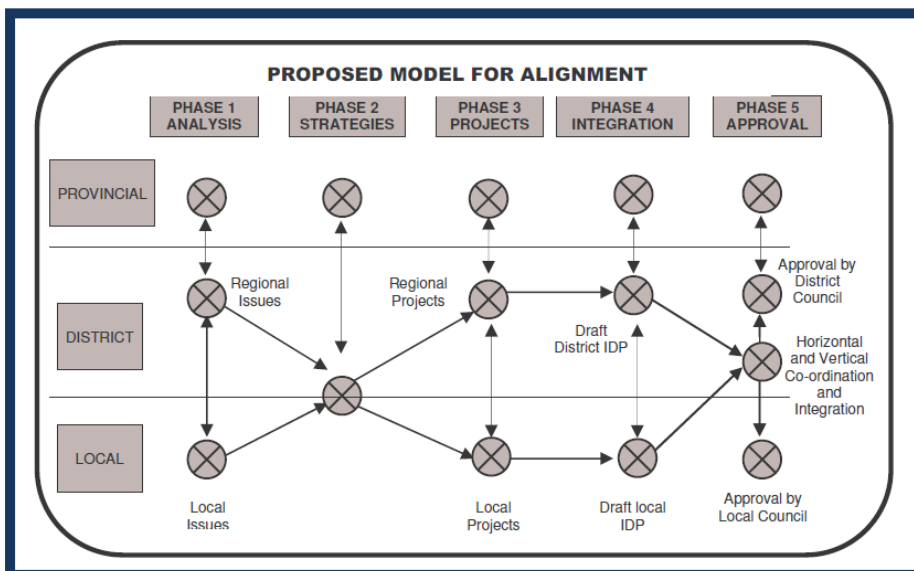 PROPOSED MODEL FOR ALIGNMENT
PHASE 1
ANALYSIS
PHASE 2
STRATEGIES
PHASE 3
PROJECTS
PHASE 4
INTEGRATION
PHASE 5
APPROVAL
PROVINCIAL
Regional
Issues
Regional
Projects
Approval by
District
Council
DISTRICT
Draft
District IDP
Horizontal
and Vertical
Co-ordination
and
Integration
LOCAL
Local
Issues
Local
Projects
Draft local
IDP
Approval by
Local Council